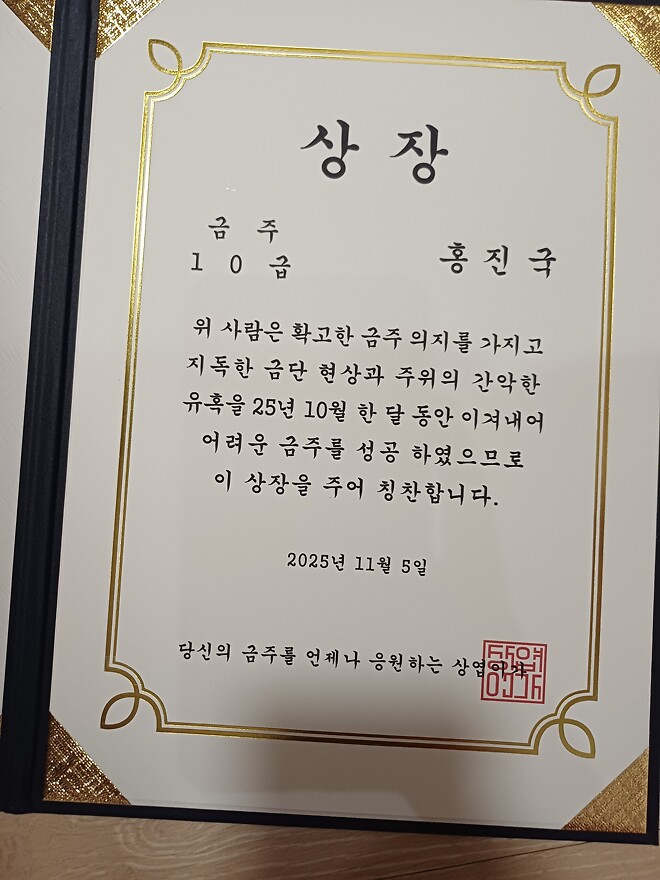 상 장
금 주
1 0 급
홍 진 국
위 사람은 확고한 금주 의지를 가지고
지독한 금단 현상과 주위의 간악한
유혹을 25년 10월 한 달 동안 이겨내어
어려운 금주를 성공 하였으므로
이 상장을 주어 칭찬합니다.
2025년 11월 5일
당신의 금주를 언제나 응원하는 상엽이가